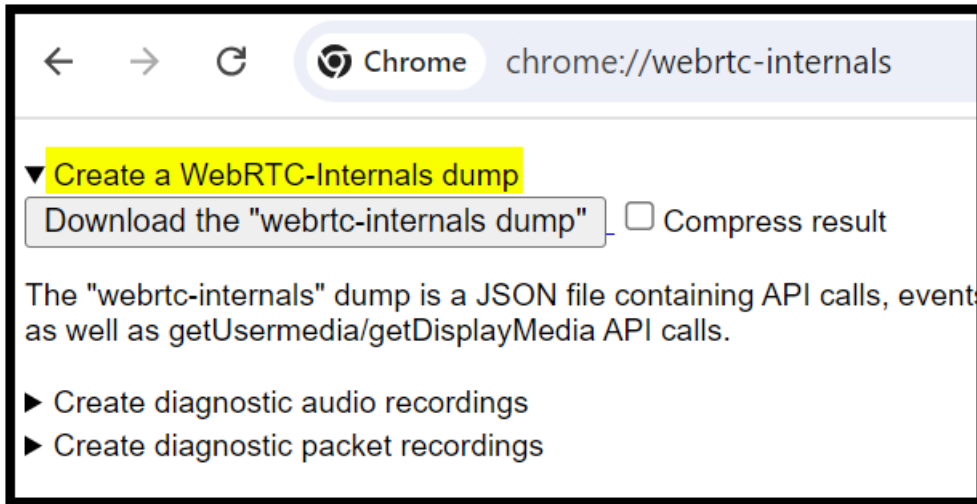 Chrome chrome://webrtc-internals
Create a WebRTC-Internals dump
Download the "webrtc-internals dump" Compress result
The "webrtc-internals" dump is a JSON file containing API calls, events
as well as getUsermedia/getDisplayMedia API calls.
Create diagnostic audio recordings
Create diagnostic packet recordings